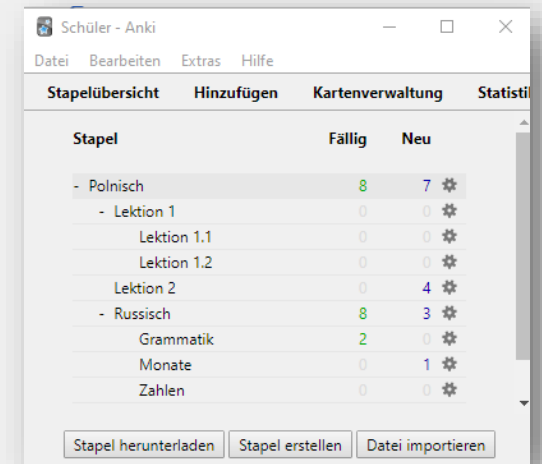 Schüler - Anki
Datei Bearbeiten Extras Hilfe
Stapelübersicht Hinzufügen Kartenverwaltung Statisti
Stapel Fällig Neu
- Polnisch 8 7
- Lektion 1 0 0
Lektion 1.1 0 0
Lektion 1.2 0 0
Lektion 2 0 4
- Russisch 8 3
Grammatik 2 0
Monate 0 1
Zahlen 0 0
Stapel herunterladen Stapel erstellen Datei importieren